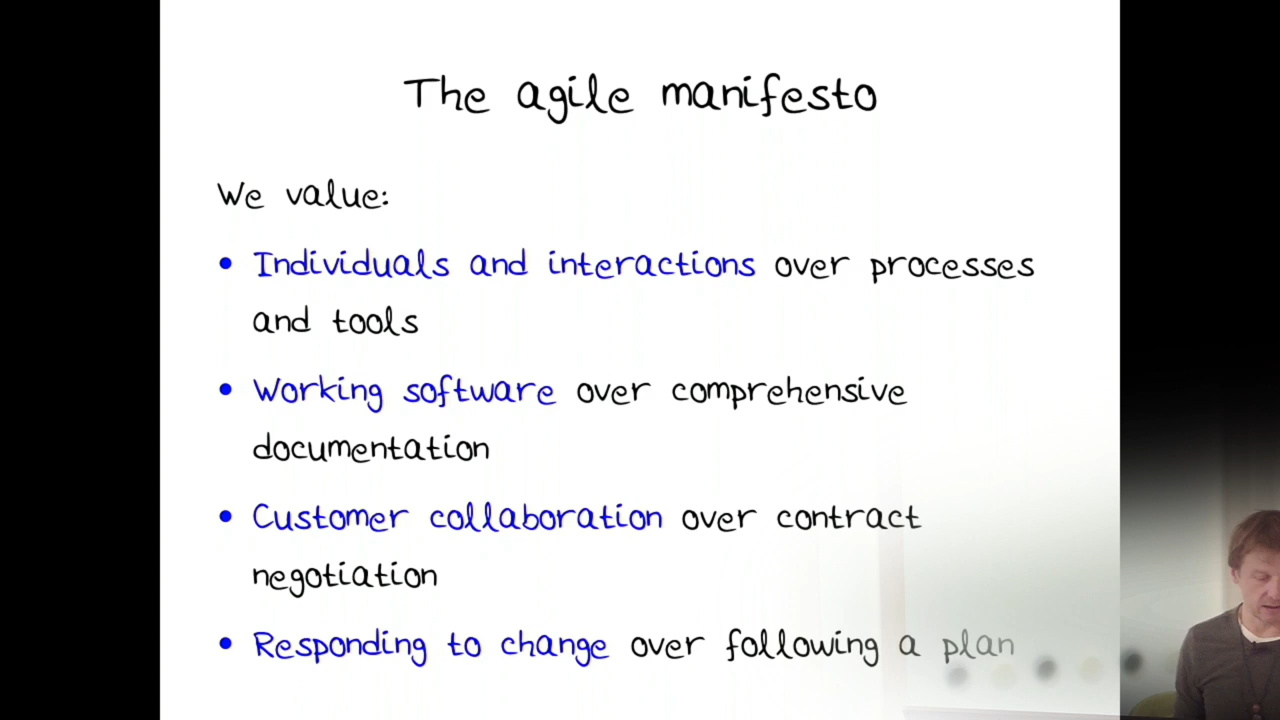 The agile manifesto
We value:
• Individuals and interactions over processes
and tools
• Working software over comprehensive
documentation
• Customer collaboration over contract
negotiation
• Responding to change over following a plan